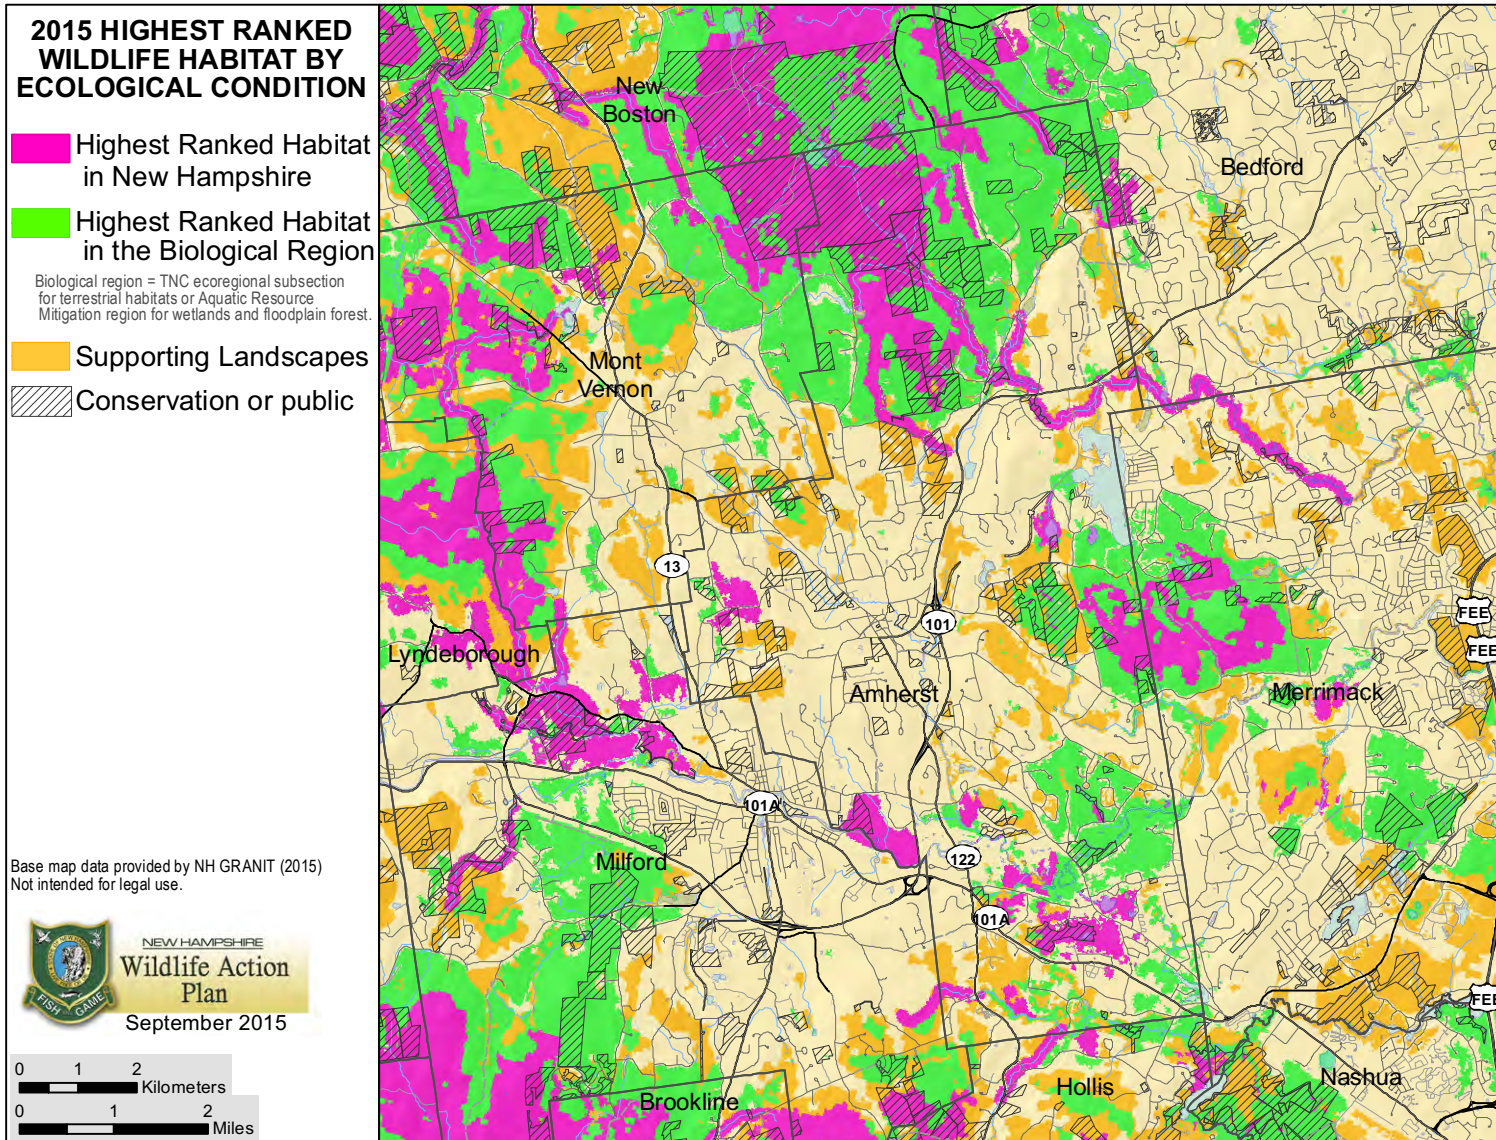 2015 HIGHEST RANKED
WILDLIFE HABITAT BY
ECOLOGICAL CONDITION
Highest Ranked Habitat
in New Hampshire
Highest Ranked Habitat
in the Biological Region
Biological region = TNC ecoregional subsection
for terrestrial habitats or Aquatic Resource
Mitigation region for wetlands and floodplain forest.
Supporting Landscapes
Conservation or public
Base map data provided by NH GRANIT (2015)
Not intended for legal use.
FISH GAME
NEW HAMPSHIRE
Wildlife Action
Plan
September 2015
0 1 2
Kilometers
0 1 2
Miles
New
Boston
Bedford
Mont
Vernon
13
101
FEE
FEE
Lyndeborough
Amherst
Merrimack
101A
Milford
122
101A
FEE
Hollis
Nashua
Brookline